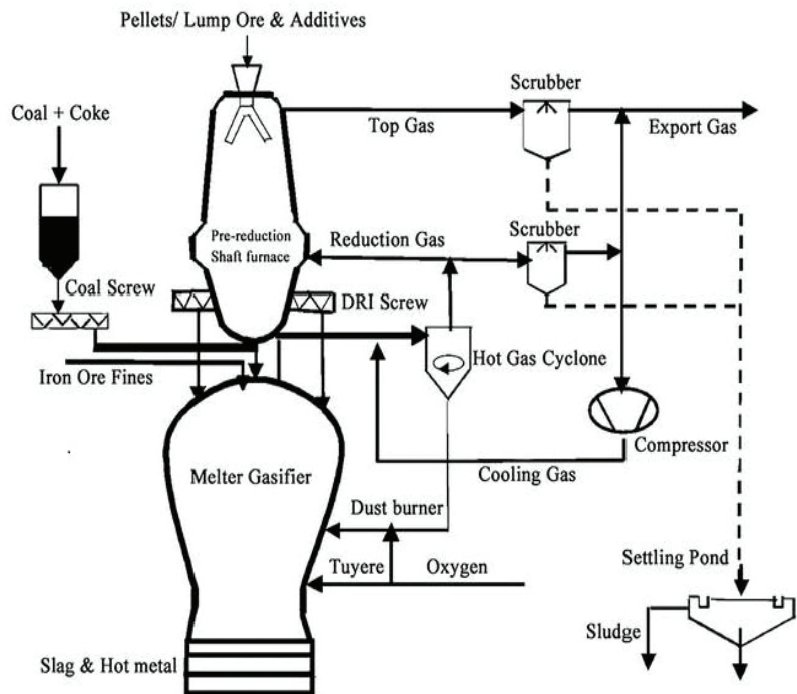 Pellets/ Lump Ore & Additives
Scrubber
Coal + Coke
Top Gas
Export Gas
Scrubber
Pre-reduction
Shaft furnace
Reduction Gas
Coal Screw
DRI Screw
Hot Gas Cyclone
Iron Ore Fines
Compressor
Melter Gasifier
Cooling Gas
Dust burner
Tuyere
Oxygen
Settling Pond
Sludge
Slag & Hot metal